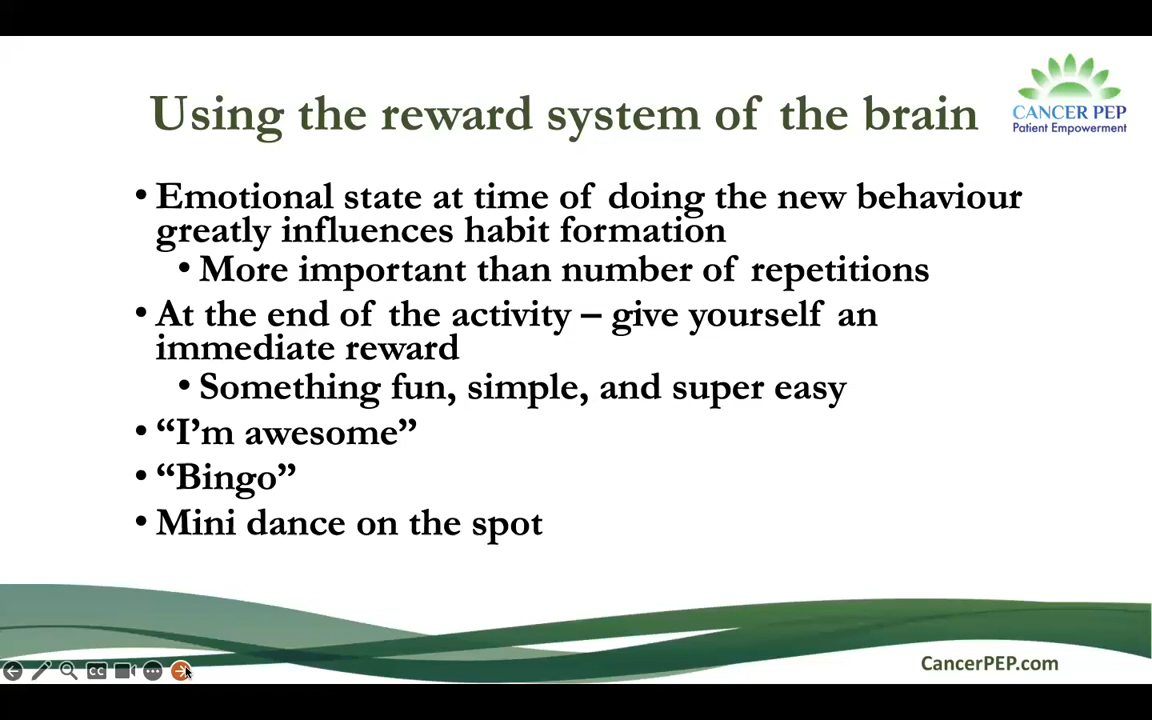 Using the reward system of the brain
CANCER PEP
Patient Empowerment
• Emotional state at time of doing the new behaviour
greatly influences habit formation
• More important than number of repetitions
• At the end of the activity – give yourself an
immediate reward
• Something fun, simple, and super easy
• “I’m awesome”
• “Bingo”
• Mini dance on the spot
CC
CancerPEP.com